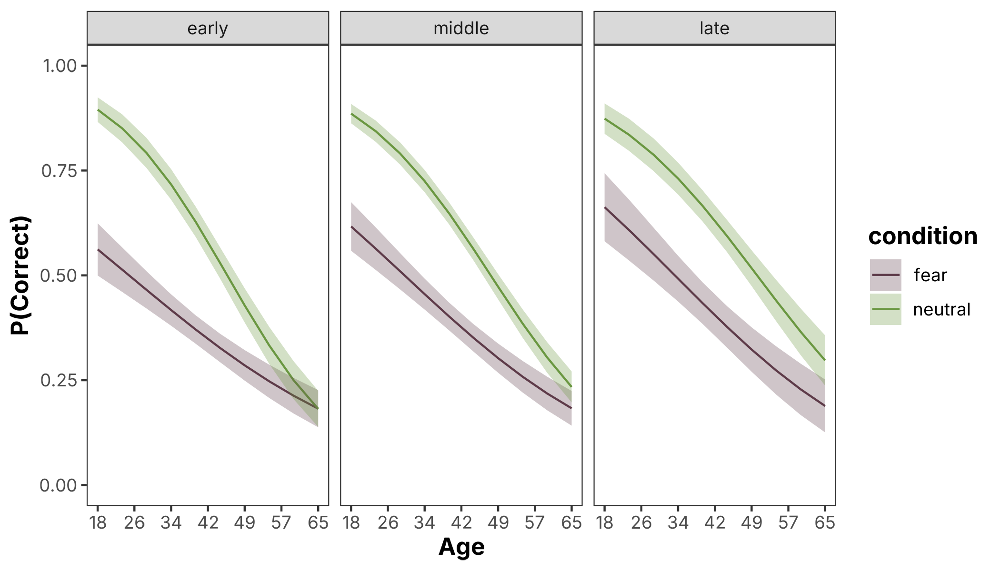 early middle late
1.00
0.75
0.50
0.25
0.00
P(Correct)
18 26 34 42 49 57 65 18 26 34 42 49 57 65 18 26 34 42 49 57 65
Age
condition
fear
neutral